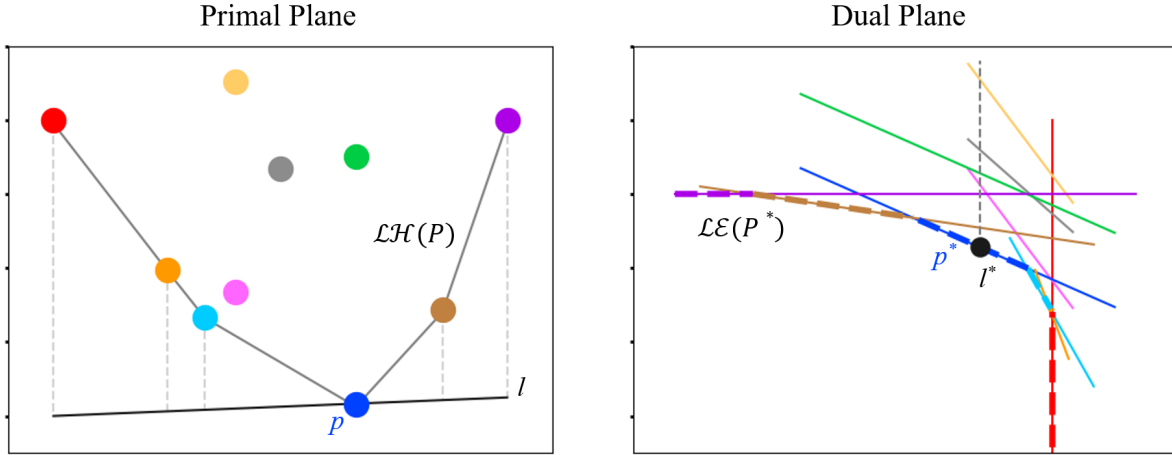 Primal Plane
Dual Plane
ℒℋ(P)
l
p
ℒℰ(P*)
p*
l*